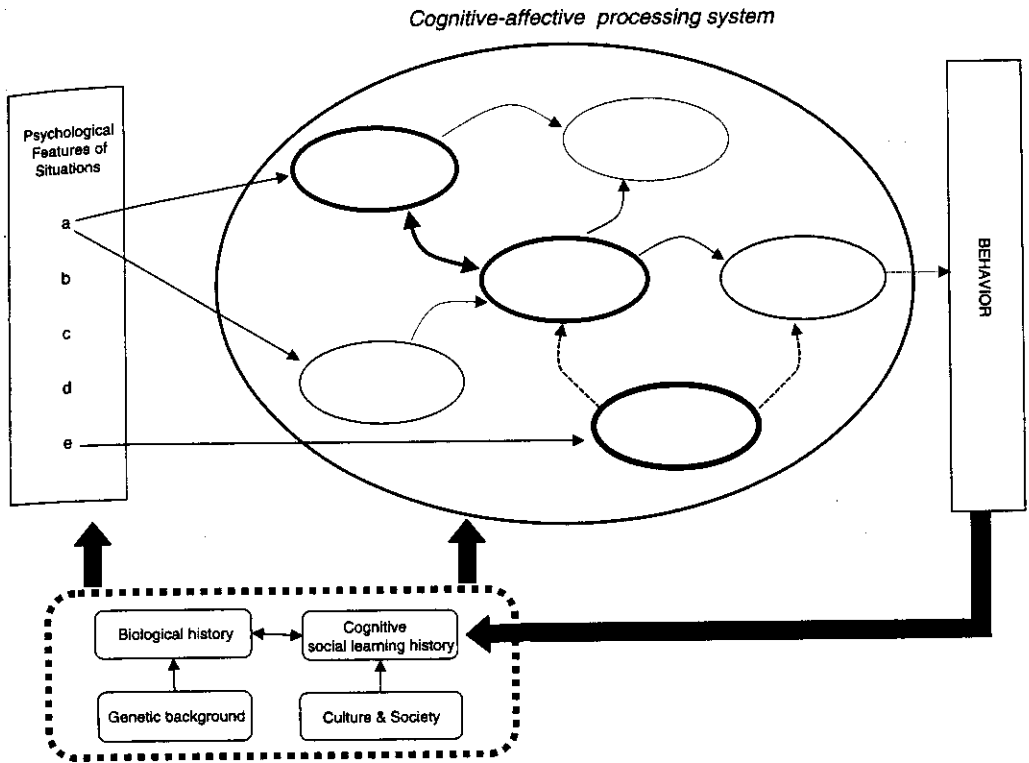 Cognitive-affective processing system
Psychological
Features of
Situations
a
b
c
d
e
BEHAVIOR
Biological history
Cognitive
social learning history
Genetic background
Culture & Society